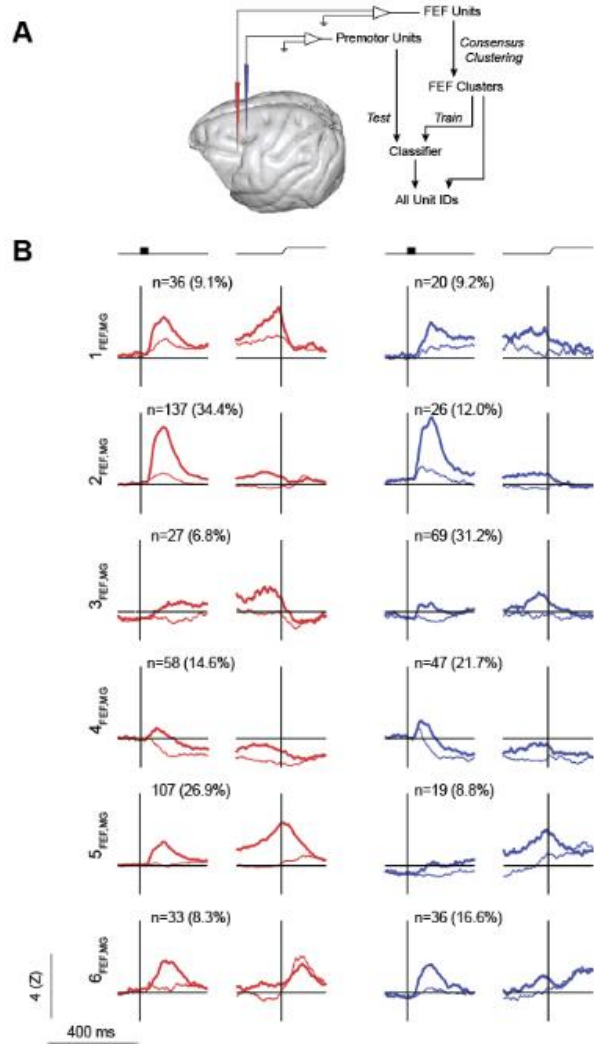 A
FEF Units
Premotor Units
Consensus
Clustering
FEF Clusters
Test
Train
Classifier
All Unit IDs
B
n=36 (9.1%)
n=20 (9.2%)
1FEF,MG
n=137 (34.4%)
n=26 (12.0%)
2FEF,MG
n=27 (6.8%)
n=69 (31.2%)
3FEF,MG
n=58 (14.6%)
n=47 (21.7%)
4FEF,MG
107 (26.9%)
n=19 (8.8%)
5FEF,MG
n=33 (8.3%)
n=36 (16.6%)
6FEF,MG
4 (Z)
400 ms